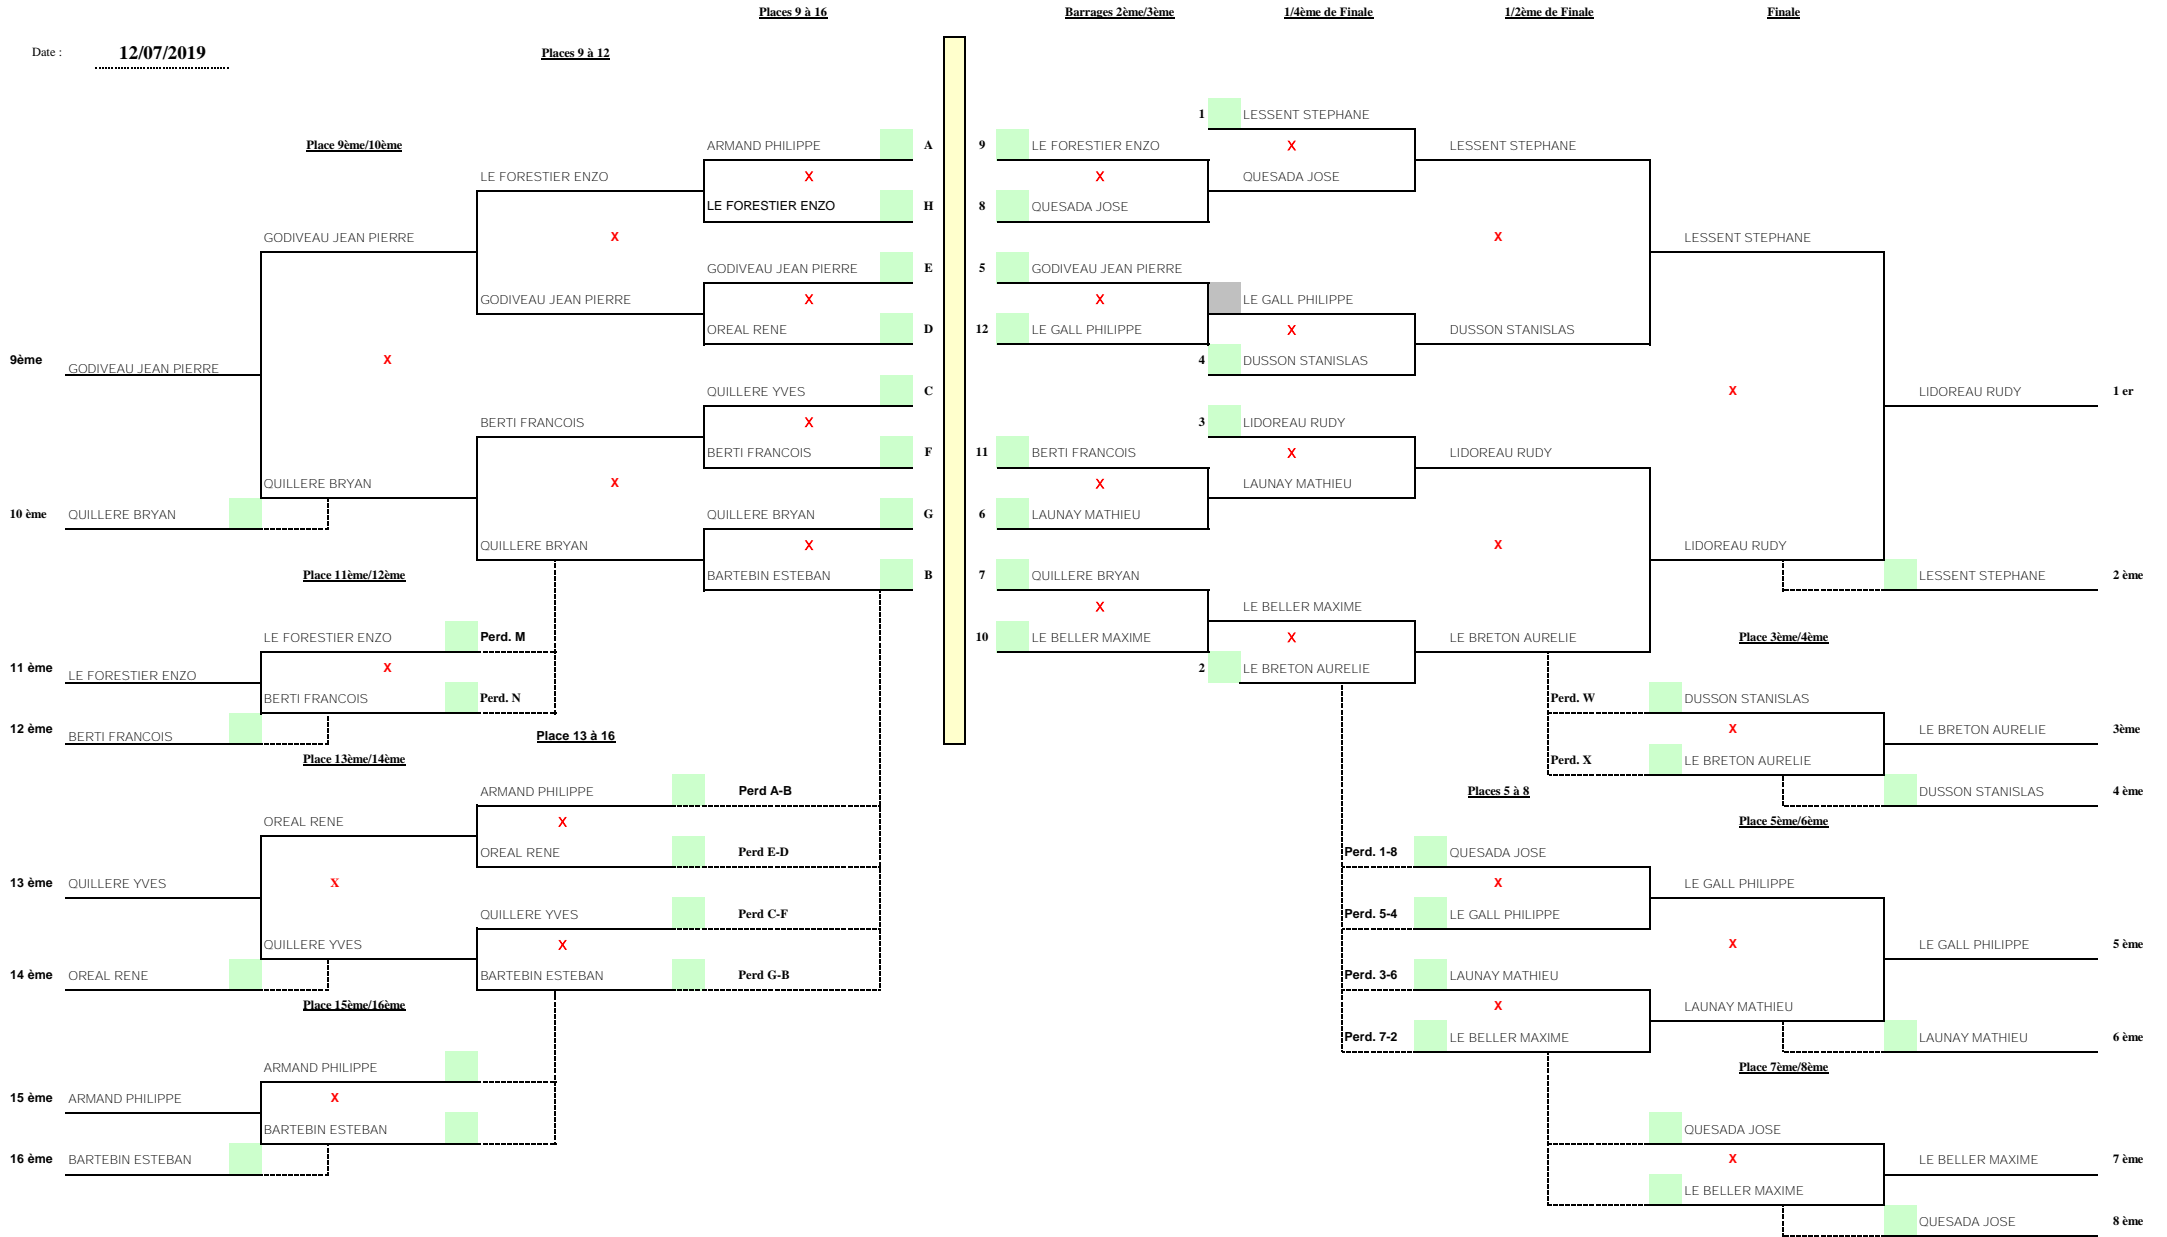 Places 9 à 16 Barrages 2ème/3ème 1/4ème de Finale 1/2ème de Finale Finale
Date : 12/07/2019 Places 9 à 12
1 LESSENT STEPHANE
Place 9ème/10ème ARMAND PHILIPPE A 9 LE FORESTIER ENZO X LESSENT STEPHANE
LE FORESTIER ENZO X X QUESADA JOSE
LE FORESTIER ENZO H 8 QUESADA JOSE
GODIVEAU JEAN PIERRE X X LESSENT STEPHANE
GODIVEAU JEAN PIERRE E 5 GODIVEAU JEAN PIERRE
GODIVEAU JEAN PIERRE X X LE GALL PHILIPPE
OREAL RENE D 12 LE GALL PHILIPPE X DUSSON STANISLAS
9ème GODIVEAU JEAN PIERRE X 4 DUSSON STANISLAS
QUILLERE YVES C X LIDOREAU RUDY 1 er
BERTI FRANCOIS X 3 LIDOREAU RUDY
BERTI FRANCOIS F 11 BERTI FRANCOIS X LIDOREAU RUDY
QUILLERE BRYAN X X LAUNAY MATHIEU
10 ème QUILLERE BRYAN QUILLERE BRYAN G 6 LAUNAY MATHIEU
QUILLERE BRYAN X X LIDOREAU RUDY
Place 11ème/12ème BARTEBIN ESTEBAN B 7 QUILLERE BRYAN LESSENT STEPHANE 2 ème
X LE BELLER MAXIME
LE FORESTIER ENZO Perd. M 10 LE BELLER MAXIME X LE BRETON AURELIE Place 3ème/4ème
11 ème LE FORESTIER ENZO X 2 LE BRETON AURELIE
BERTI FRANCOIS Perd. N Perd. W DUSSON STANISLAS
12 ème BERTI FRANCOIS Place 13 à 16 X LE BRETON AURELIE 3ème
Place 13ème/14ème Perd. X LE BRETON AURELIE
ARMAND PHILIPPE Perd A-B Places 5 à 8 DUSSON STANISLAS 4 ème
OREAL RENE X Place 5ème/6ème
OREAL RENE Perd E-D Perd. 1-8 QUESADA JOSE
13 ème QUILLERE YVES X X LE GALL PHILIPPE
QUILLERE YVES Perd C-F Perd. 5-4 LE GALL PHILIPPE
QUILLERE YVES X X LE GALL PHILIPPE 5 ème
14 ème OREAL RENE BARTEBIN ESTEBAN Perd G-B Perd. 3-6 LAUNAY MATHIEU
Place 15ème/16ème X LAUNAY MATHIEU
Perd. 7-2 LE BELLER MAXIME LAUNAY MATHIEU 6 ème
ARMAND PHILIPPE Place 7ème/8ème
15 ème ARMAND PHILIPPE X
BARTEBIN ESTEBAN QUESADA JOSE
16 ème BARTEBIN ESTEBAN X LE BELLER MAXIME 7 ème
LE BELLER MAXIME
QUESADA JOSE 8 ème